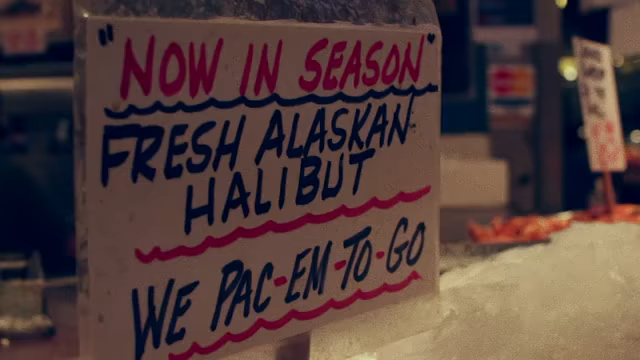 "NOW IN SEASON"
FRESH ALASKAN
HALIBUT
WE PAC-EM-TO-GO